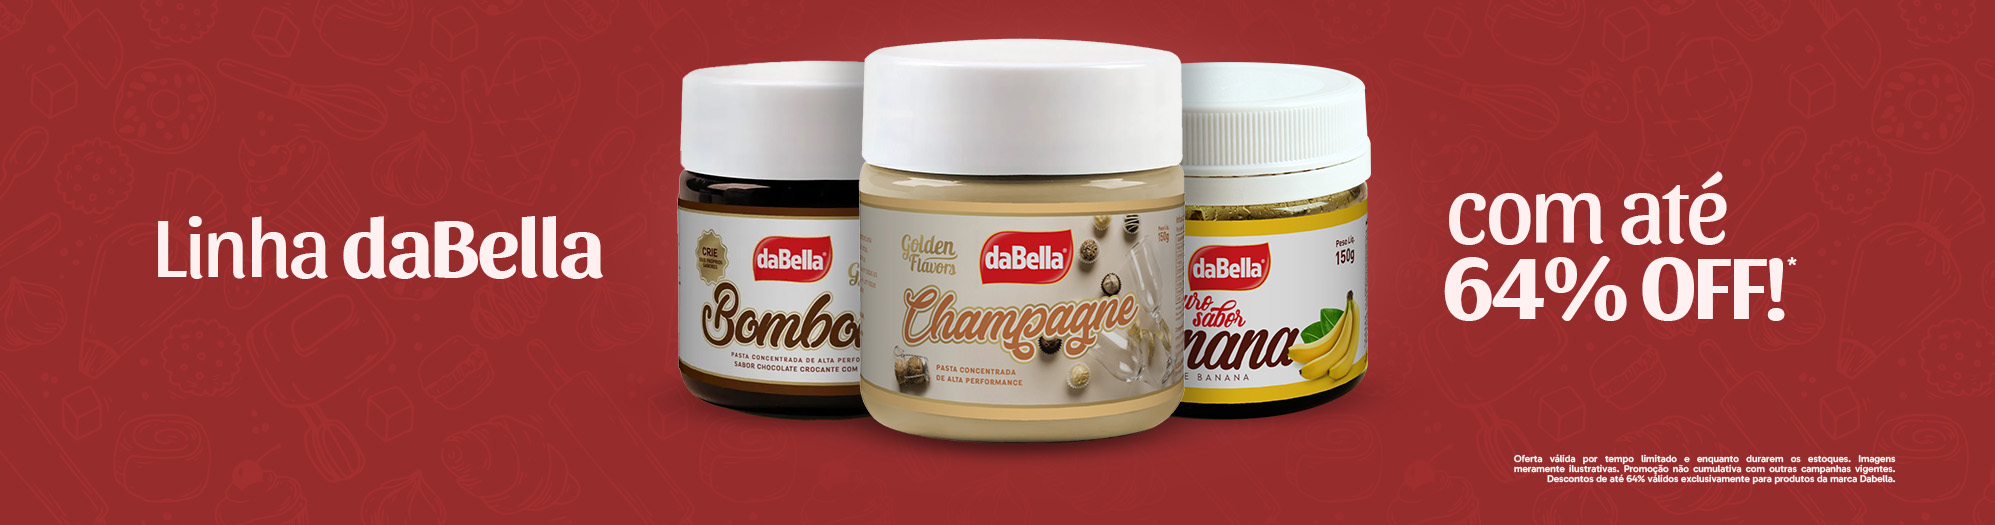 Linha daBella
CRIE
daBella
Bombo
PASTA CONCENTRADA DE ALTA PERFO
SABOR CHOCOLATE CROCANTE COM
Golden
Flavors
daBella
Peso Líq.
150g
Champagne
PASTA CONCENTRADA
DE ALTA PERFORMANCE
daBella
Peso Líq.
150g
uro
sabor
nana
E BANANA
com até
64% OFF!*
Oferta válida por tempo limitado e enquanto durarem os estoques. Imagens
meramente ilustrativas. Promoção não cumulativa com outras campanhas vigentes.
Descontos de até 64% válidos exclusivamente para produtos da marca Dabella.